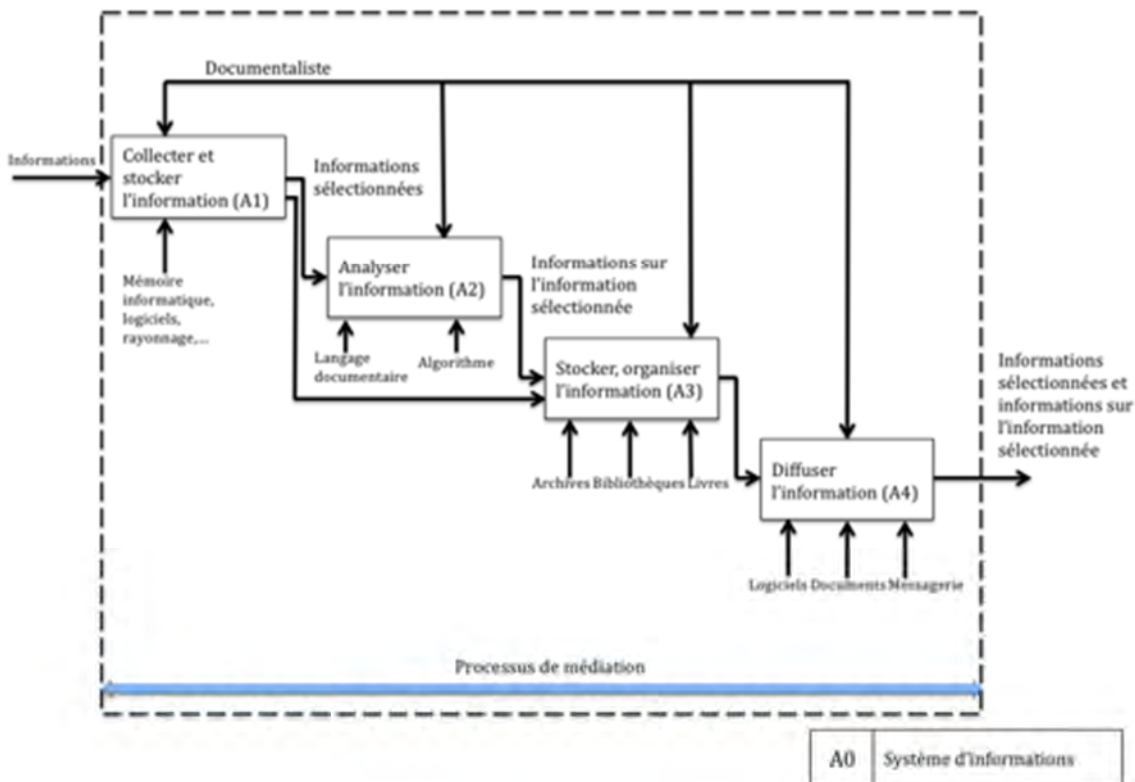 Documentaliste
Informations
Collecter et
stocker
l'information (A1)
Informations
sélectionnées
Mémoire
informatique,
logiciels,
rayonnage,...
Analyser
l'information (A2)
Informations sur
l'information
sélectionnée
Langage
documentaire
Algorithme
Stocker, organiser
l'information (A3)
Archives Bibliothèques Livres
Informations
sélectionnées et
informations sur
l'information
sélectionnée
Diffuser
l'information (A4)
Logiciels Documents Messagerie
Processus de médiation
A0 Système d'informations